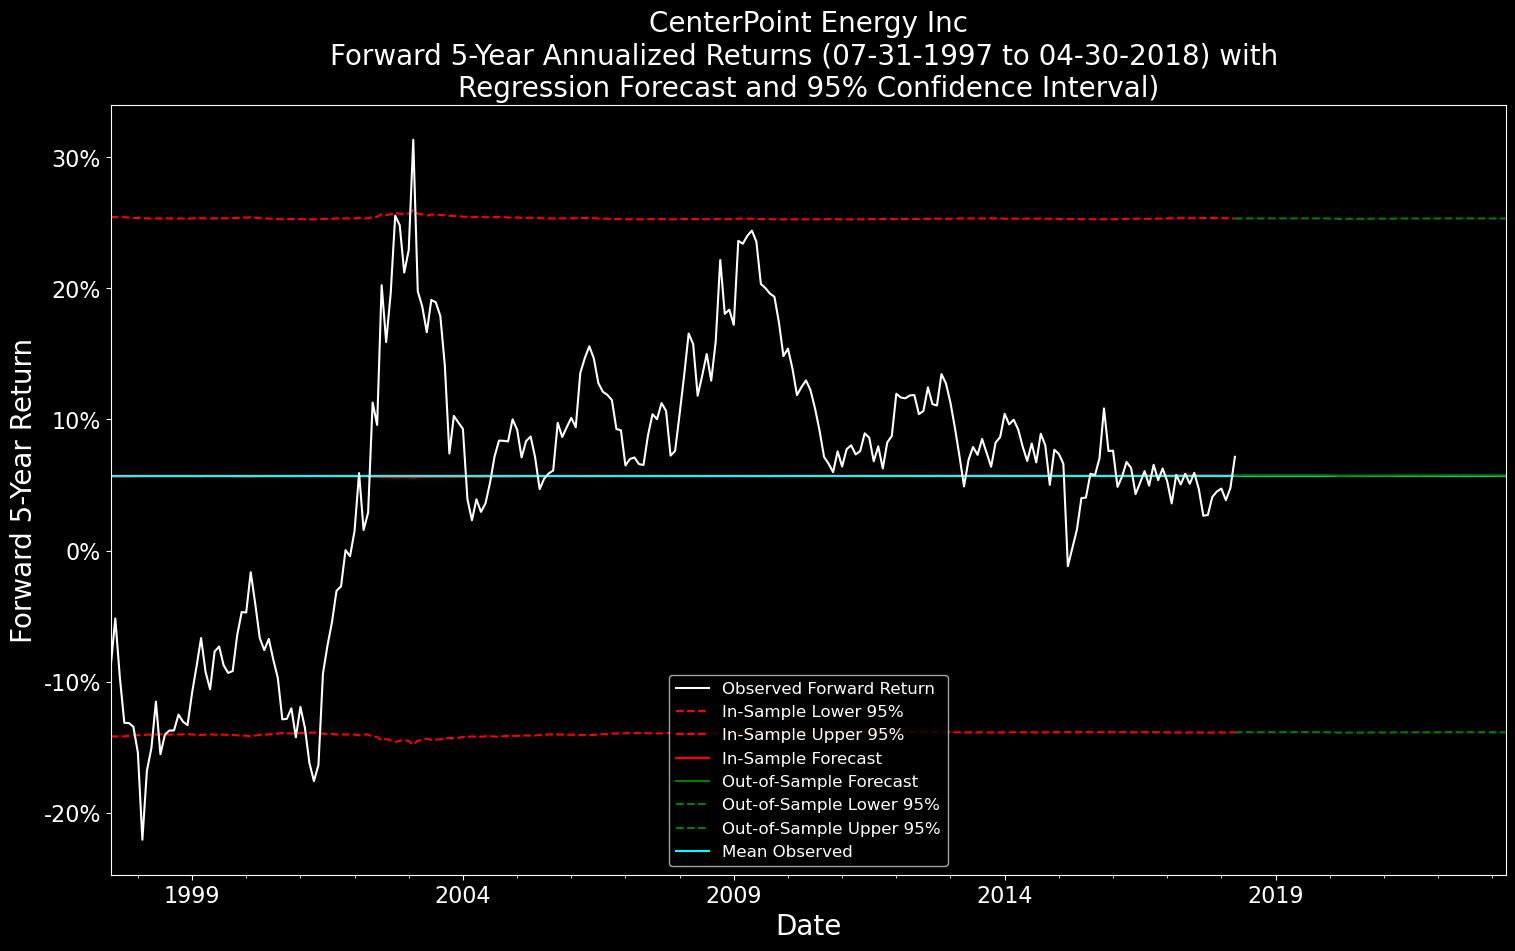 CenterPoint Energy Inc
Forward 5-Year Annualized Returns (07-31-1997 to 04-30-2018) with
Regression Forecast and 95% Confidence Interval)
Forward 5-Year Return
30%
20%
10%
0%
-10%
-20%
Observed Forward Return
In-Sample Lower 95%
In-Sample Upper 95%
In-Sample Forecast
Out-of-Sample Forecast
Out-of-Sample Lower 95%
Out-of-Sample Upper 95%
Mean Observed
1999 2004 2009 2014 2019
Date